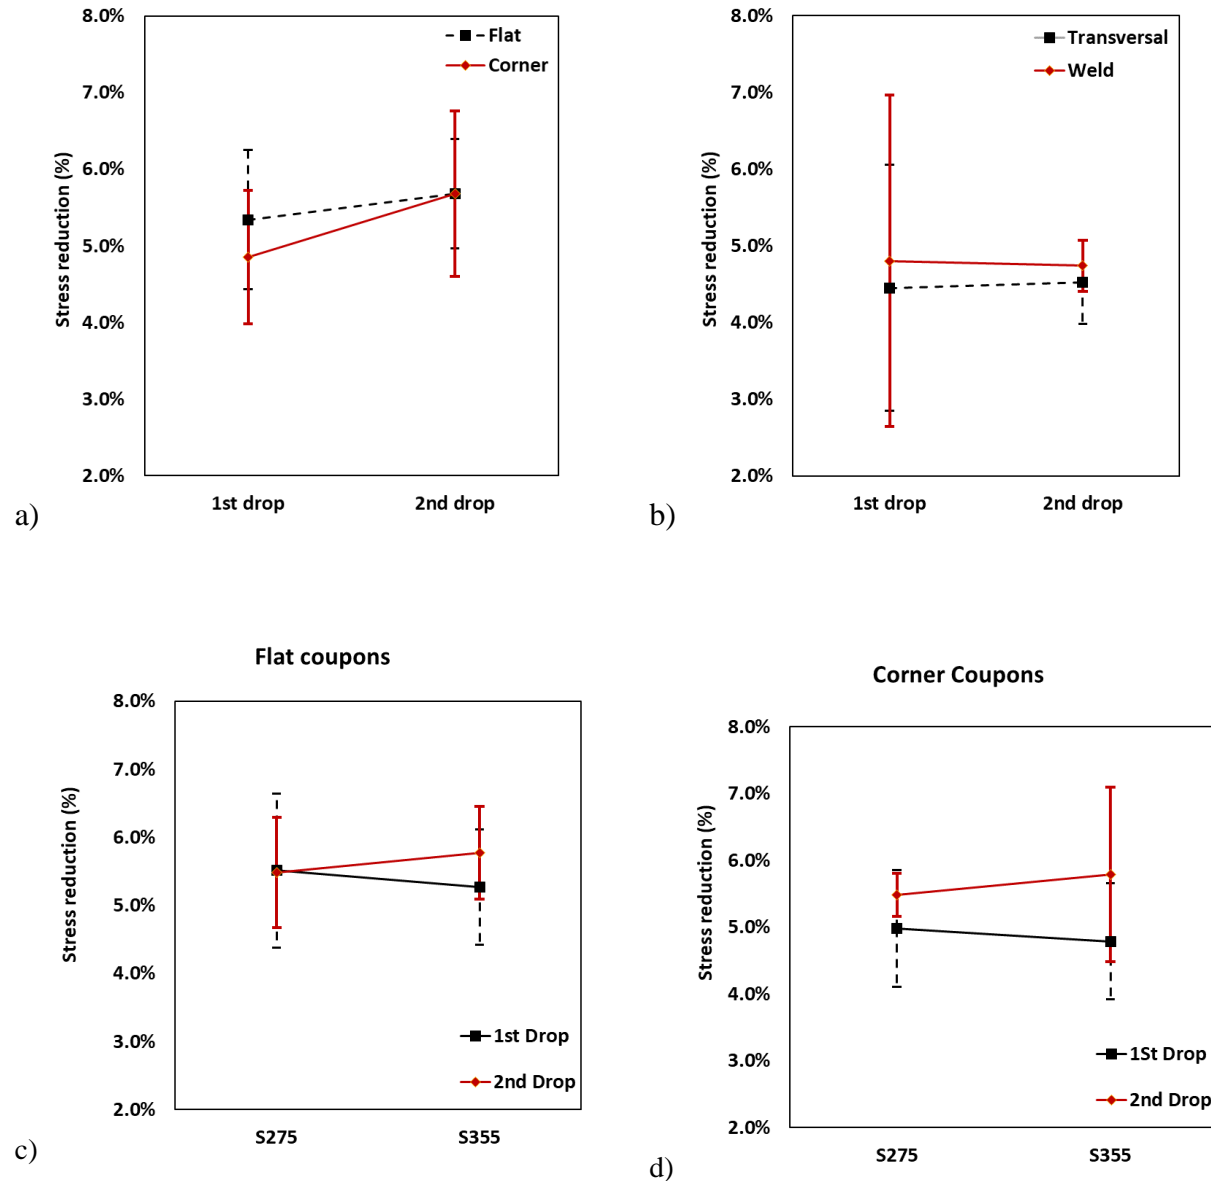 8.0%
7.0%
6.0%
5.0%
4.0%
3.0%
2.0%
Stress reduction (%)
Flat
Corner
1st drop 2nd drop
a)
8.0%
7.0%
6.0%
5.0%
4.0%
3.0%
2.0%
Stress reduction (%)
Transversal
Weld
1st drop 2nd drop
b)
Flat coupons
8.0%
7.0%
6.0%
5.0%
4.0%
3.0%
2.0%
Stress reduction (%)
1st Drop
2nd Drop
S275 S355
c)
Corner Coupons
8.0%
7.0%
6.0%
5.0%
4.0%
3.0%
2.0%
Stress reduction (%)
1St Drop
2nd Drop
S275 S355
d)